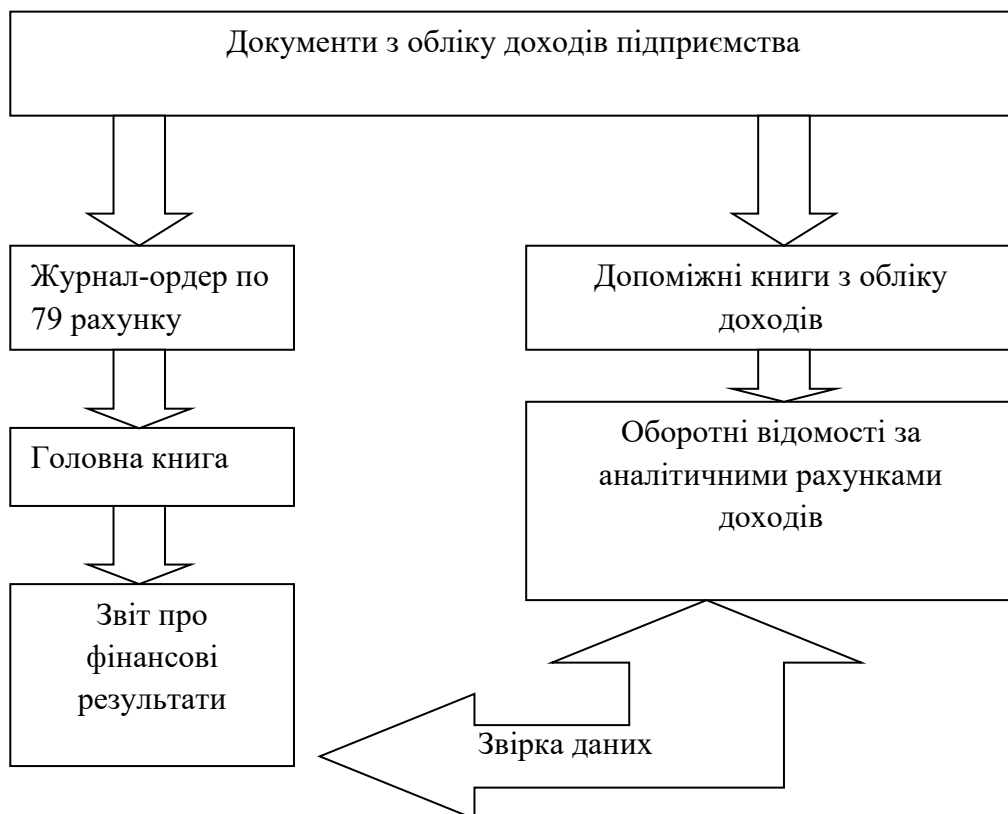 Документи з обліку доходів підприємства
Журнал-ордер по
79 рахунку
Допоміжні книги з обліку
доходів
Головна книга
Оборотні відомості за
аналітичними рахунками
доходів
Звіт про
фінансові
результати
Звірка даних